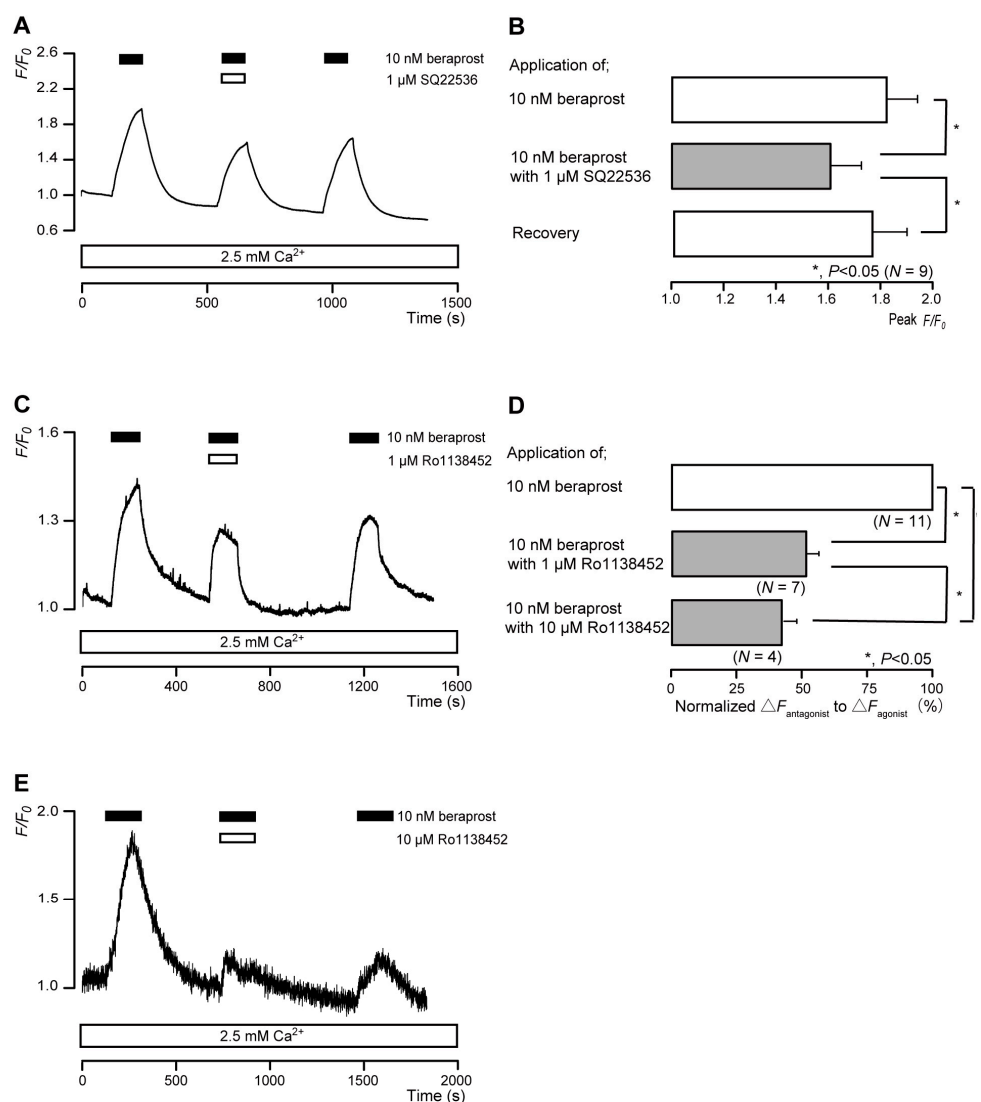 A
F/F0
2.6
2.2
1.8
1.4
1.0
0.6
10 nM beraprost
1 µM SQ22536
2.5 mM Ca2+
0 500 1000 1500
Time (s)
B
Application of;
10 nM beraprost
*
10 nM beraprost
with 1 µM SQ22536
*
Recovery
*, P<0.05 (N = 9)
1.0 1.2 1.4 1.6 1.8 2.0
Peak F/F0
C
F/F0
1.6
1.3
1.0
10 nM beraprost
1 µM Ro1138452
2.5 mM Ca2+
0 400 800 1200 1600
Time (s)
D
Application of;
10 nM beraprost
(N = 11)
*
10 nM beraprost
with 1 µM Ro1138452
(N = 7)
*
10 nM beraprost
with 10 µM Ro1138452
(N = 4)
*, P<0.05
0 25 50 75 100
Normalized △Fantagonist to △Fagonist (%)
E
F/F0
2.0
1.5
1.0
10 nM beraprost
10 µM Ro1138452
2.5 mM Ca2+
0 500 1000 1500 2000
Time (s)